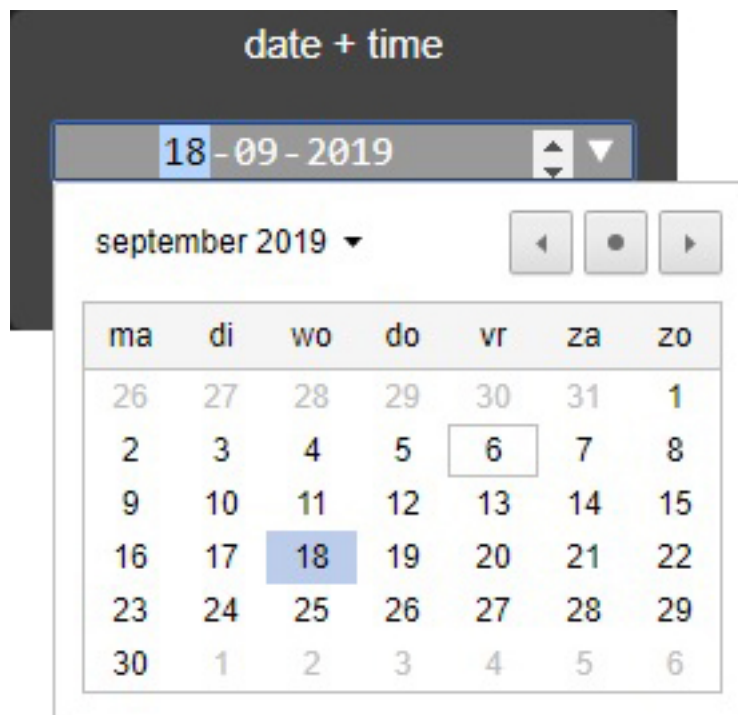 date + time
18-09-2019
september 2019
ma di wo do vr za zo
26 27 28 29 30 31 1
2 3 4 5 6 7 8
9 10 11 12 13 14 15
16 17 18 19 20 21 22
23 24 25 26 27 28 29
30 1 2 3 4 5 6